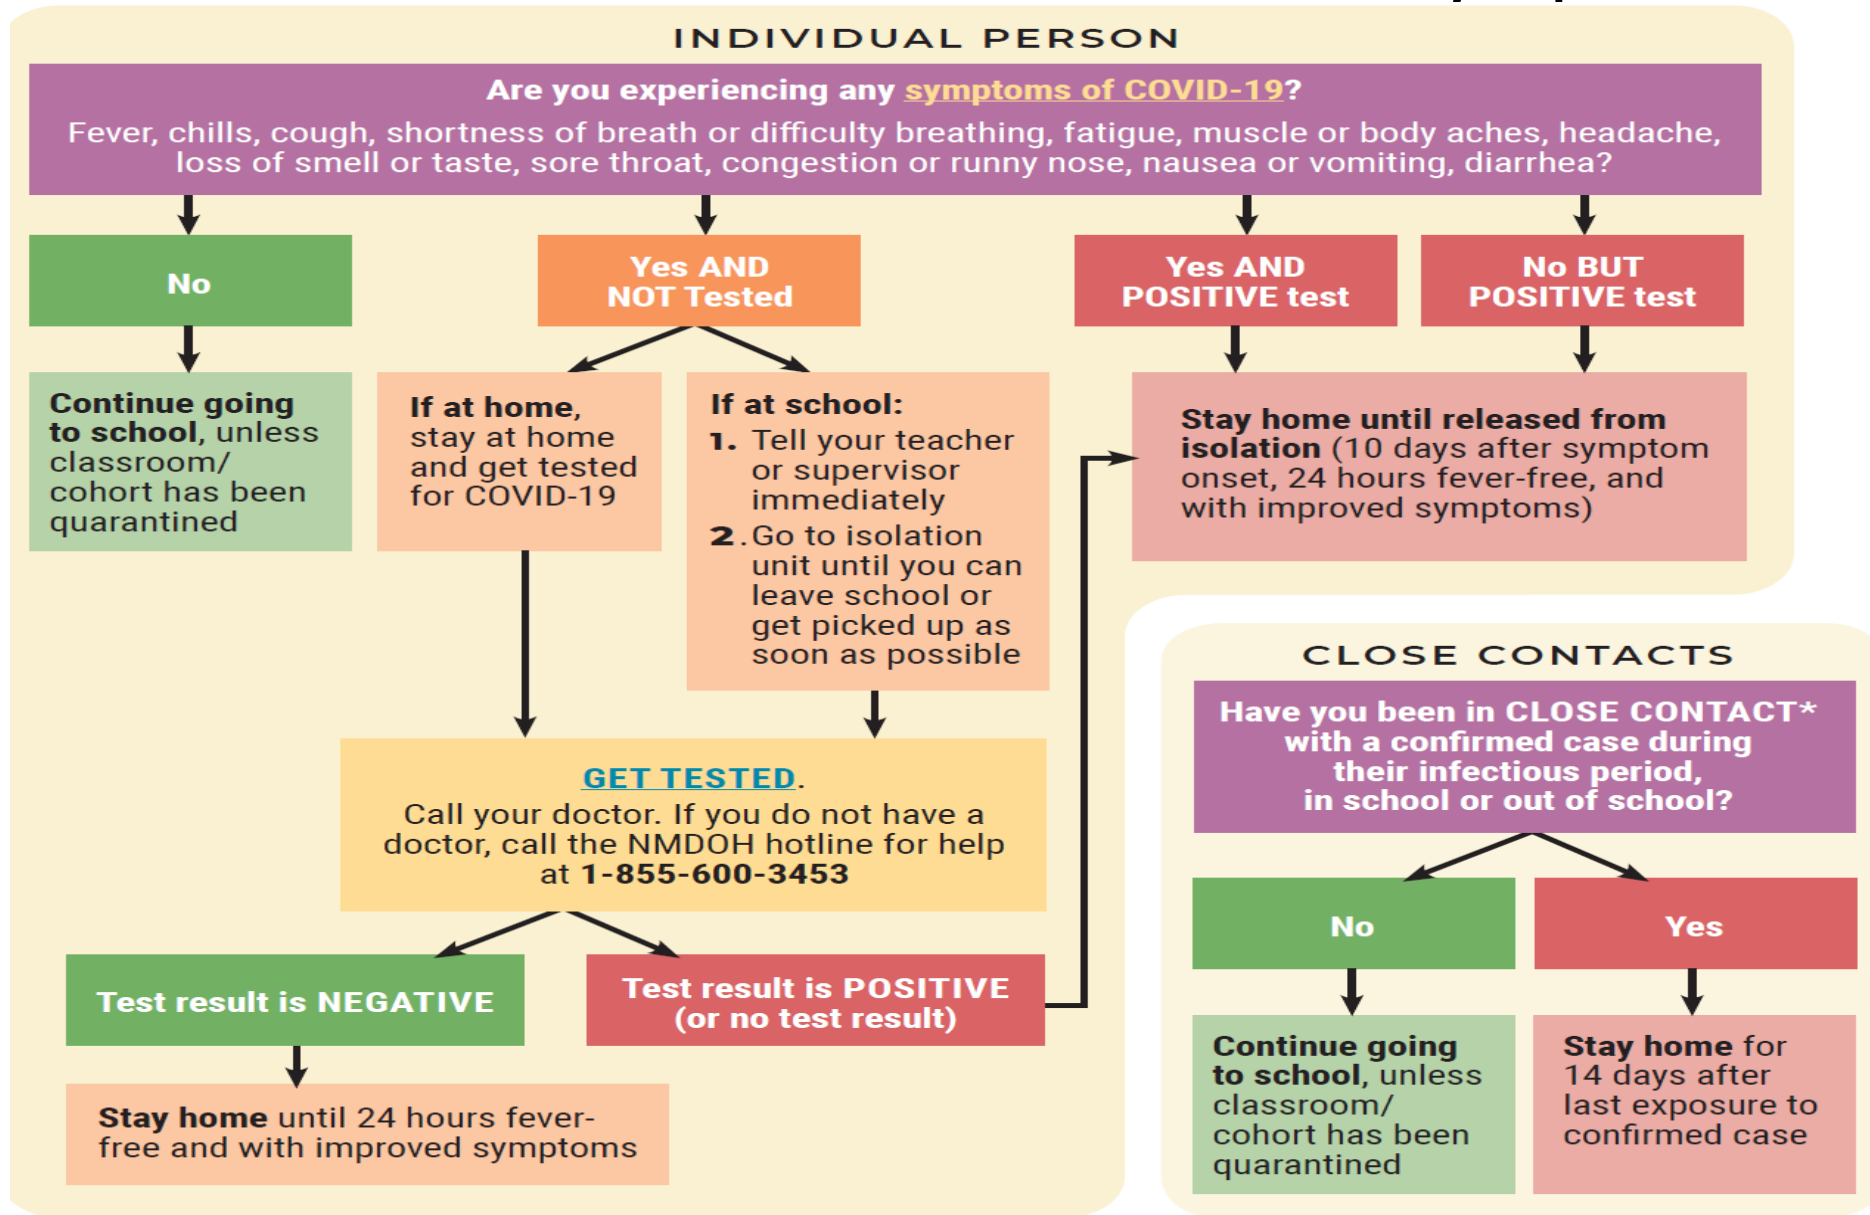 INDIVIDUAL PERSON
Are you experiencing any symptoms of COVID-19?
Fever, chills, cough, shortness of breath or difficulty breathing, fatigue, muscle or body aches, headache,
loss of smell or taste, sore throat, congestion or runny nose, nausea or vomiting, diarrhea?
No
Yes AND
NOT Tested
Yes AND
POSITIVE test
No BUT
POSITIVE test
Continue going
to school, unless
classroom/
cohort has been
quarantined
If at home,
stay at home
and get tested
for COVID-19
If at school:
1. Tell your teacher
or supervisor
immediately
2. Go to isolation
unit until you can
leave school or
get picked up as
soon as possible
Stay home until released from
isolation (10 days after symptom
onset, 24 hours fever-free, and
with improved symptoms)
GET TESTED.
Call your doctor. If you do not have a
doctor, call the NMDOH hotline for help
at 1-855-600-3453
Test result is NEGATIVE
Test result is POSITIVE
(or no test result)
Stay home until 24 hours fever-
free and with improved symptoms
CLOSE CONTACTS
Have you been in CLOSE CONTACT*
with a confirmed case during
their infectious period,
in school or out of school?
No
Yes
Continue going
to school, unless
classroom/
cohort has been
quarantined
Stay home for
14 days after
last exposure to
confirmed case